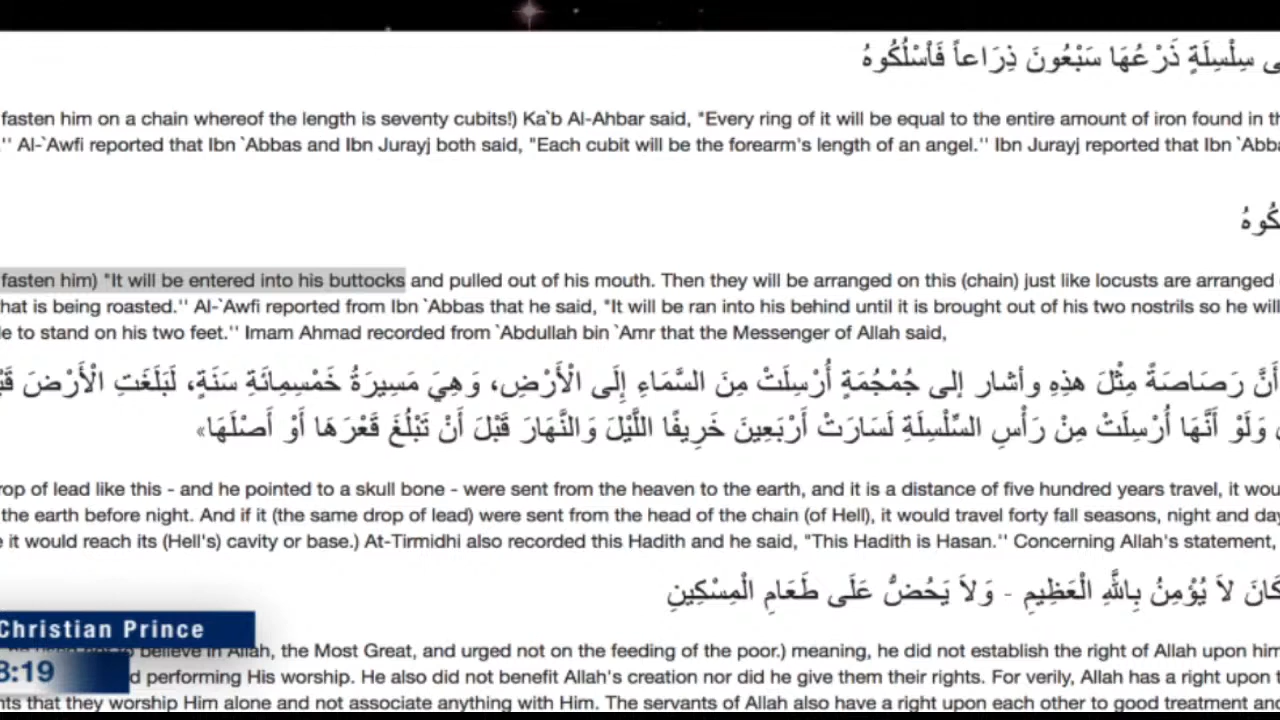 سِلْسِلَةٍ ذَرْعُهَا سَبْعُونَ ذِرَاعاً فَاْسْلُكُوهُ
fasten him on a chain whereof the length is seventy cubits!) Ka`b Al-Ahbar said, "Every ring of it will be equal to the entire amount of iron found in
.'' Al-`Awfi reported that Ibn `Abbas and Ibn Jurayj both said, "Each cubit will be the forearm's length of an angel.'' Ibn Jurayj reported that Ibn
fasten him) "It will be entered into his buttocks and pulled out of his mouth. Then they will be arranged on this (chain) just like locusts are arranged
that is being roasted.'' Al-`Awfi reported from Ibn `Abbas that he said, "It will be ran into his behind until it is brought out of his two nostrils so he
to stand on his two feet.'' Imam Ahmad recorded from `Abdullah bin `Amr that the Messenger of Allah said,
أَنَّ رَصَاصَةً مِثْلَ هذِهِ وأشار إلى جُمْجُمَةٍ أُرْسِلَتْ مِنَ السَّمَاءِ إِلَى الْأَرْضِ، وَهِيَ مَسِيرَةُ خَمْسِمِائَةِ سَنَةٍ، لَبَلَغَتِ الْأَرْضَ
وَلَوْ أَنَّهَا أُرْسِلَتْ مِنْ رَأْسِ السِّلْسِلَةِ لَسَارَتْ أَرْبَعِينَ خَرِيفًا اللَّيْلَ وَالنَّهَارَ قَبْلَ أَنْ تَبْلُغَ قَعْرَهَا أَوْ أَصْلَهَا»
of lead like this - and he pointed to a skull bone - were sent from the heaven to the earth, and it is a distance of five hundred years travel, it
the earth before night. And if it (the same drop of lead) were sent from the head of the chain (of Hell), it would travel forty fall seasons, night and
it would reach its (Hell's) cavity or base.) At-Tirmidhi also recorded this Hadith and he said, "This Hadith is Hasan.'' Concerning Allah's statement,
كَانَ لاَ يُؤْمِنُ بِاللَّهِ الْعَظِيمِ - وَلاَ يَحُضُّ عَلَى طَعَامِ الْمِسْكِينِ
Christian Prince
believe in Allah, the Most Great, and urged not on the feeding of the poor.) meaning, he did not establish the right of Allah upon
8:19
performing His worship. He also did not benefit Allah's creation nor did he give them their rights. For verily, Allah has a right upon
that they worship Him alone and not associate anything with Him. The servants of Allah also have a right upon each other to good treatment